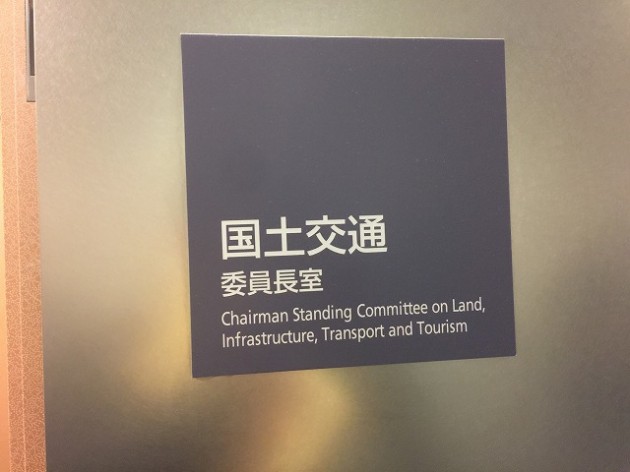 国土交通
委員長室
Chairman Standing Committee on Land,
Infrastructure, Transport and Tourism